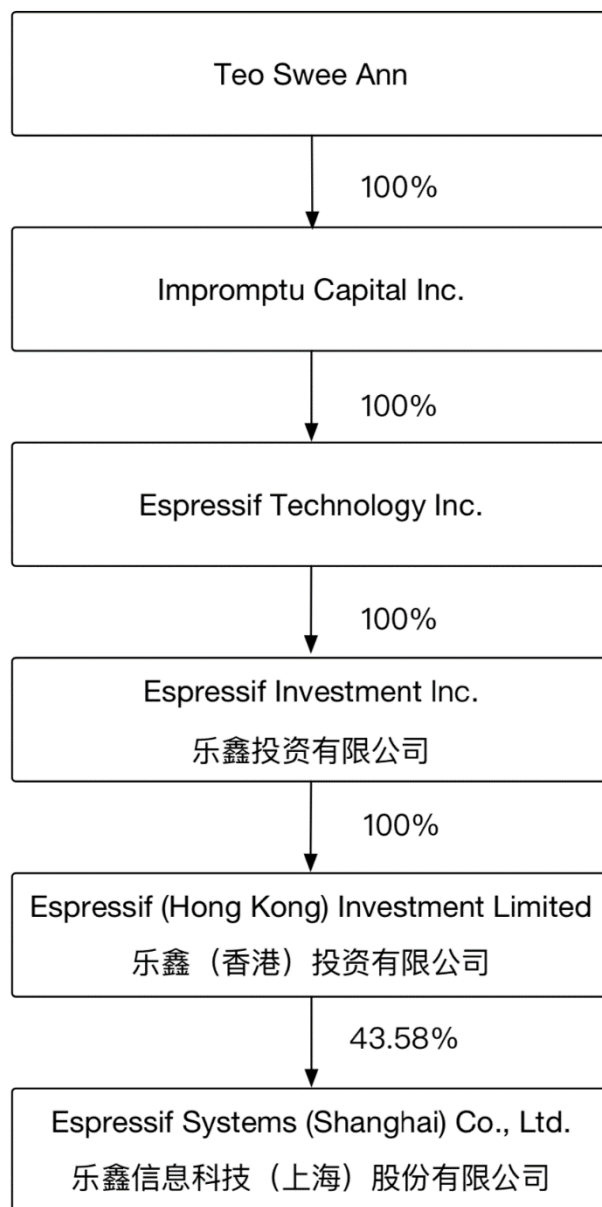 Teo Swee Ann
100%
Impromptu Capital Inc.
100%
Espressif Technology Inc.
100%
Espressif Investment Inc.
乐鑫投资有限公司
100%
Espressif (Hong Kong) Investment Limited
乐鑫（香港）投资有限公司
43.58%
Espressif Systems (Shanghai) Co., Ltd.
乐鑫信息科技（上海）股份有限公司